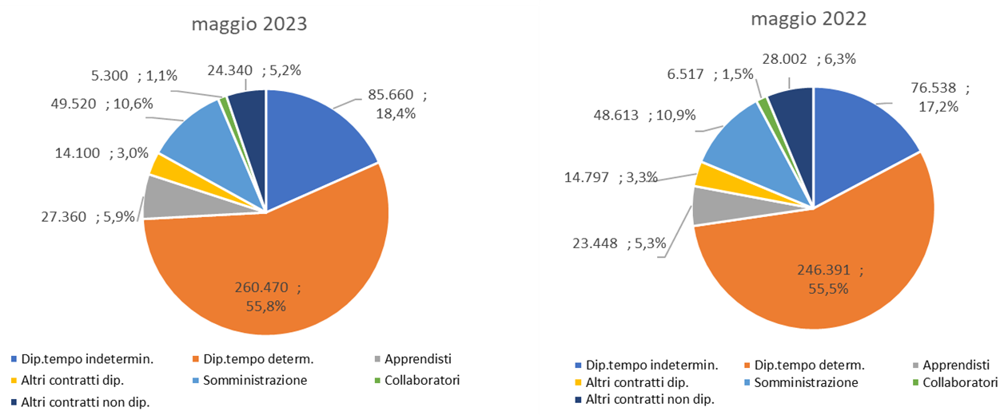 maggio 2023
24.340 ; 5,2%
5.300 ; 1,1%
85.660 ;
18,4%
49.520 ; 10,6%
14.100 ; 3,0%
27.360 ; 5,9%
260.470 ;
55,8%
Dip.tempo indetermin.
Dip.tempo determ.
Apprendisti
Altri contratti dip.
Somministrazione
Collaboratori
Altri contratti non dip.
maggio 2022
28.002 ; 6,3%
6.517 ; 1,5%
76.538 ;
17,2%
48.613 ; 10,9%
14.797 ; 3,3%
23.448 ; 5,3%
246.391 ;
55,5%
Dip.tempo indetermin.
Dip.tempo determ.
Apprendisti
Altri contratti dip.
Somministrazione
Collaboratori
Altri contratti non dip.